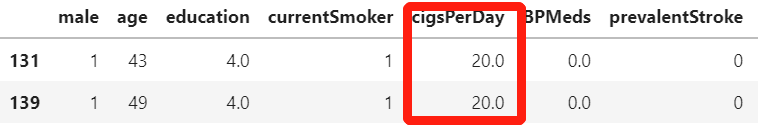 male age education currentSmoker cigsPerDay BPMeds prevalentStroke
131 1 43 4.0 1 20.0 0.0 0
139 1 49 4.0 1 20.0 0.0 0